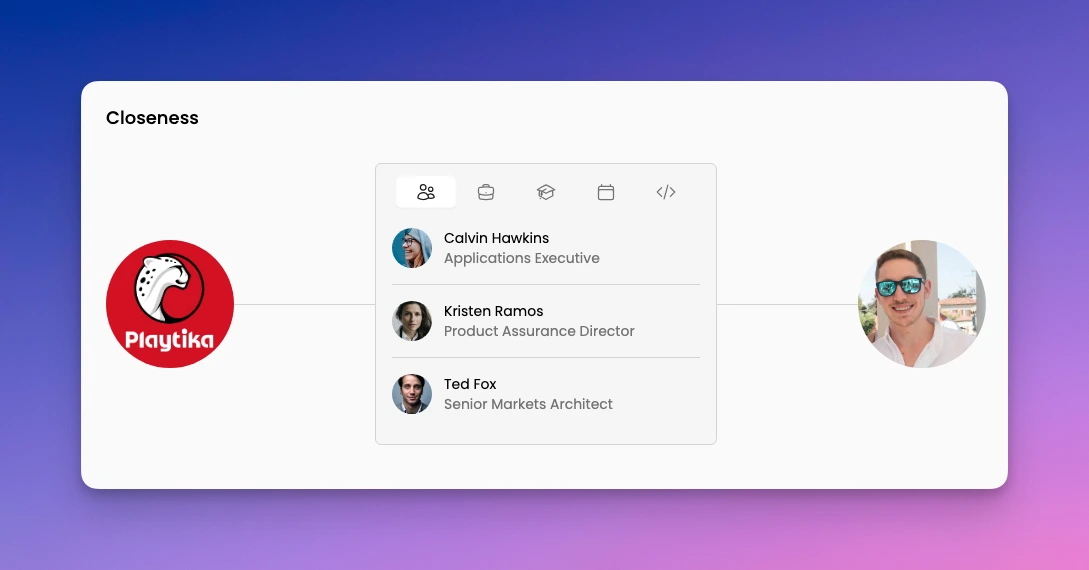 Closeness
Playtika
Calvin Hawkins
Applications Executive
Kristen Ramos
Product Assurance Director
Ted Fox
Senior Markets Architect